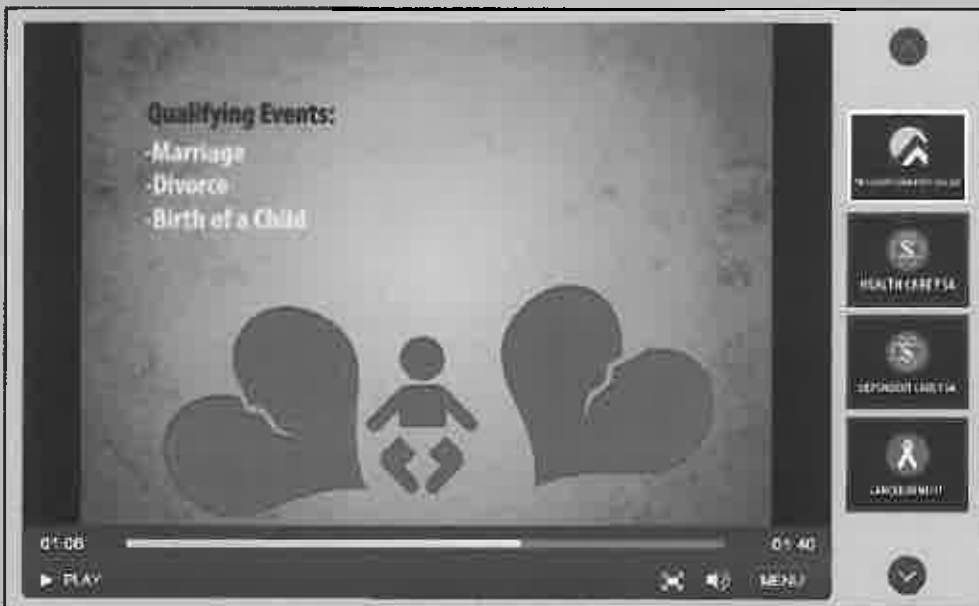 Qualifying Events:
-Marriage
-Divorce
-Birth of a Child
01:06
01:40
PLAY
MENU
HEALTH CARE FSA
DEPENDENT CARE FSA